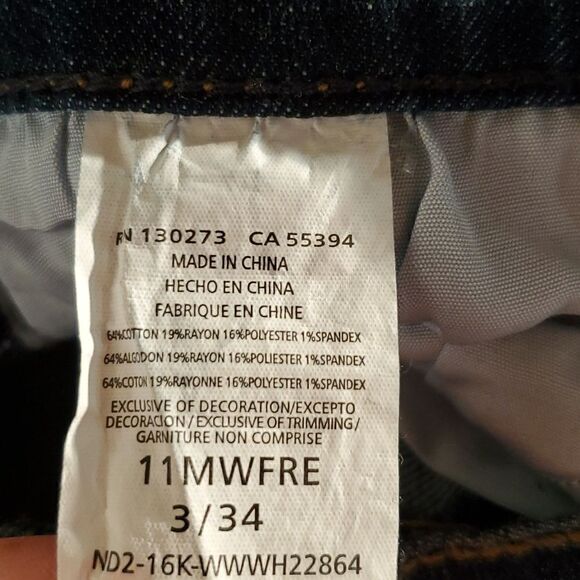 RN 130273 CA 55394
MADE IN CHINA
HECHO EN CHINA
FABRIQUE EN CHINE
64%COTTON 19%RAYON 16%POLYESTER 1%SPANDEX
64%ALGODON 19%RAYON 16%POLIESTER 1%SPANDEX
64%COTON 19%RAYONNE 16%POLYESTER 1%SPANDEX
EXCLUSIVE OF DECORATION/EXCEPTO
DECORACION / EXCLUSIVE OF TRIMMING /
GARNITURE NON COMPRISE
11MWFRE
3/34
ND2-16K-WWWH22864